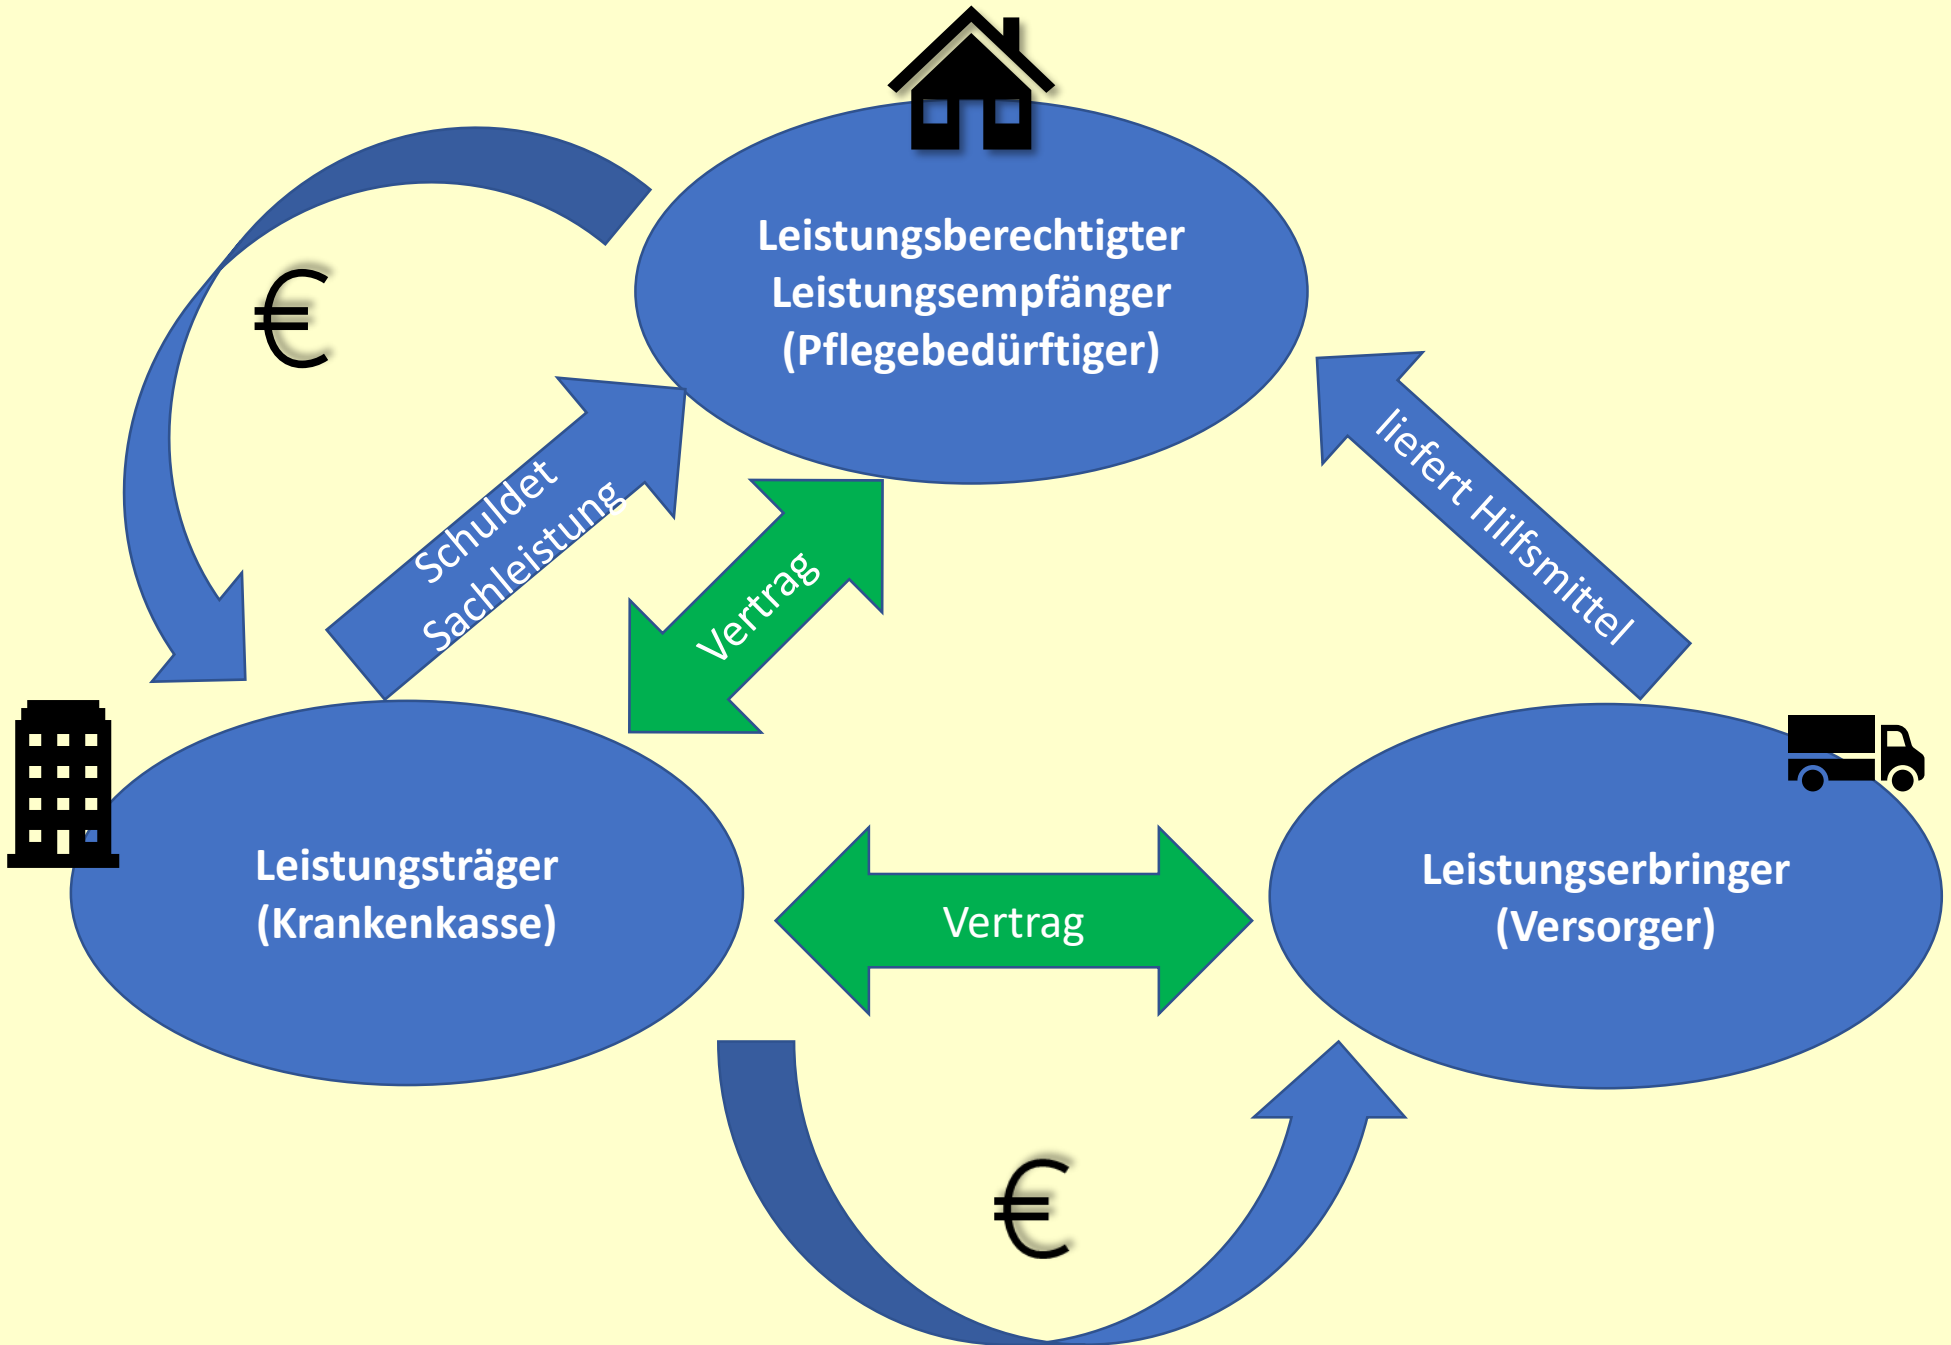 Leistungsberechtigter
Leistungsempfänger
(Pflegebedürftiger)
€
Schuldet
Sachleistung
Vertrag
liefert Hilfsmittel
Leistungsträger
(Krankenkasse)
Vertrag
Leistungserbringer
(Versorger)
€